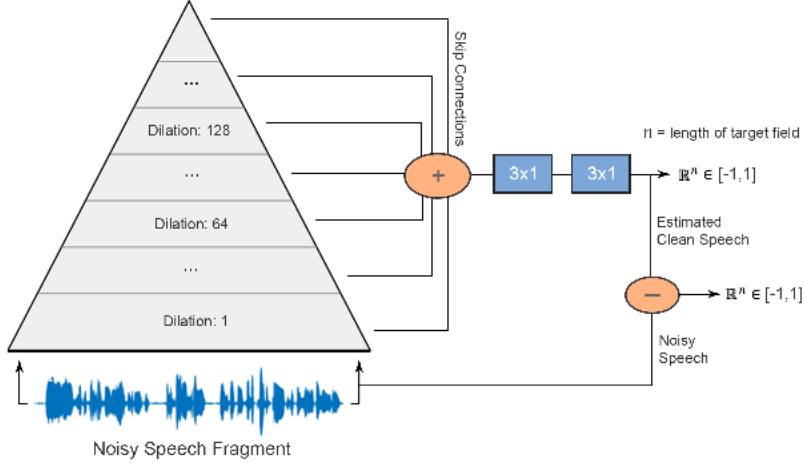 ...
Dilation: 128
...
Dilation: 64
...
Dilation: 1
Noisy Speech Fragment
Skip Connections
+
3x1
3x1
n = length of target field
ℝⁿ ∈ [-1,1]
Estimated
Clean Speech
−
ℝⁿ ∈ [-1,1]
Noisy
Speech